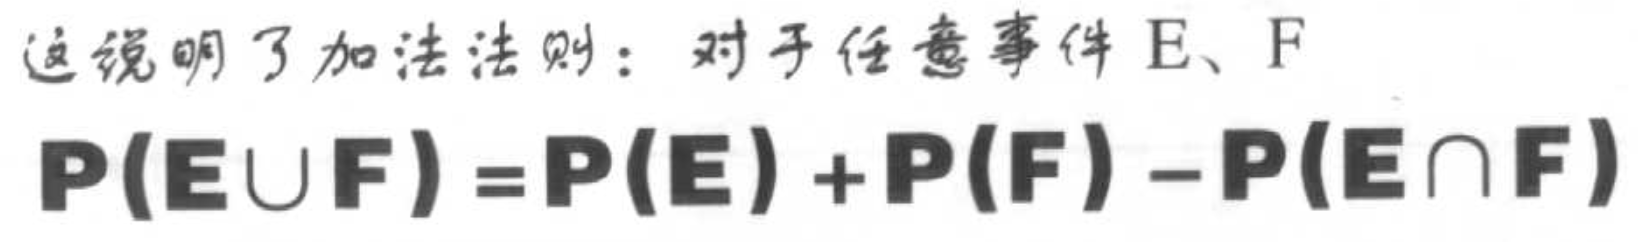 这说明了加法法则：对于任意事件 E、F
P(E∪F)=P(E)+P(F)−P(E∩F)